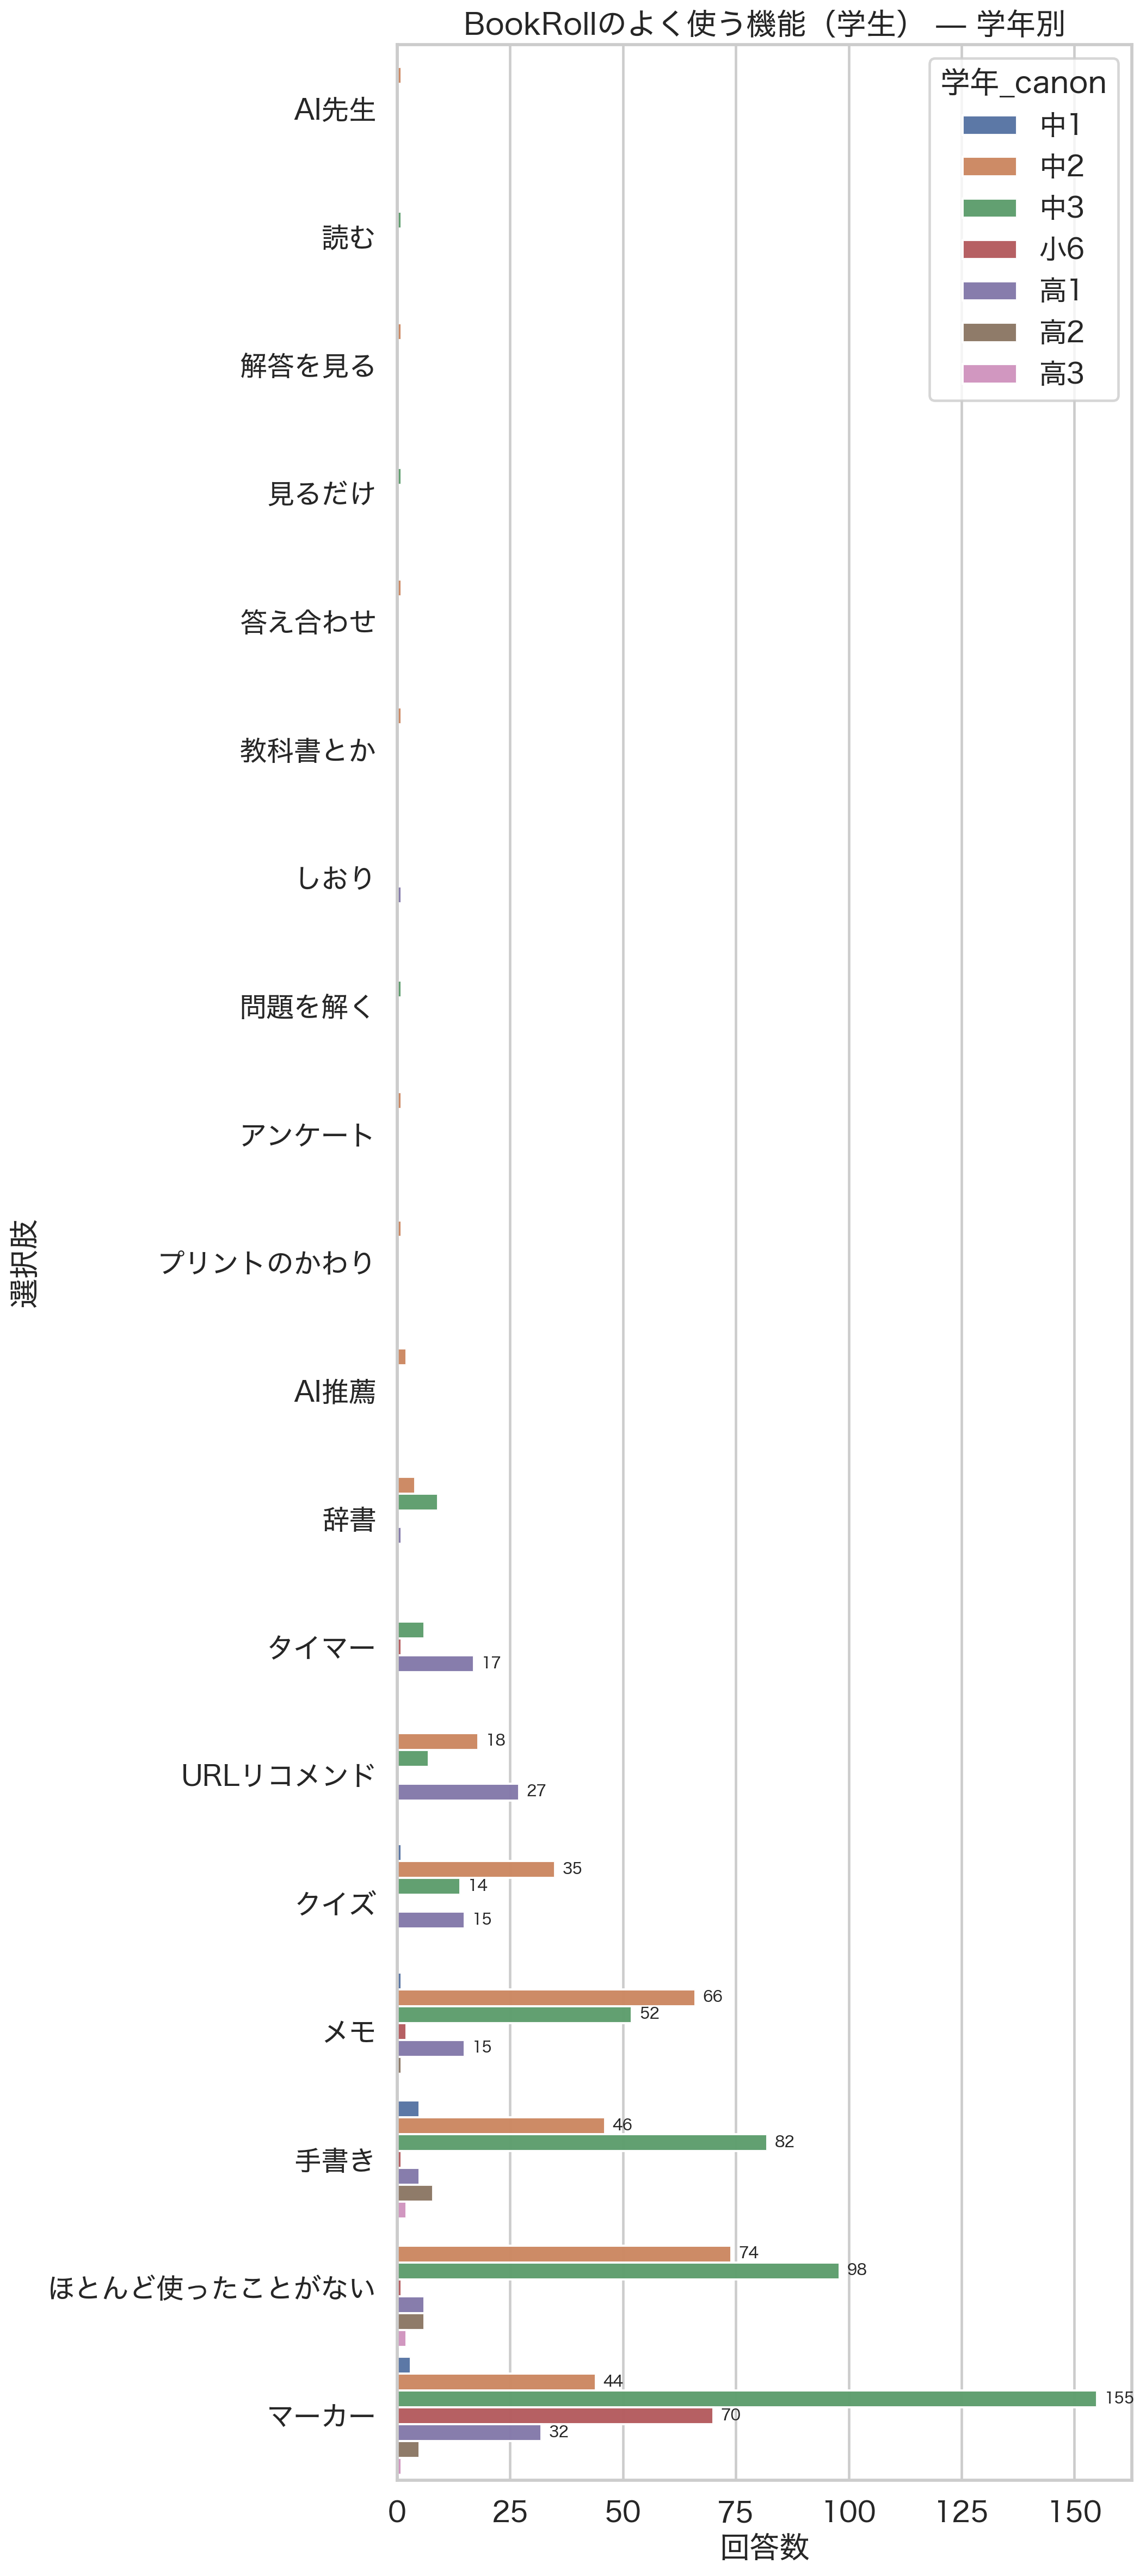 BookRollのよく使う機能（学生） — 学年別
学年_canon
中1
中2
中3
小6
高1
高2
高3
選択肢
AI先生
読む
解答を見る
見るだけ
答え合わせ
教科書とか
しおり
問題を解く
アンケート
プリントのかわり
AI推薦
辞書
タイマー
17
URLリコメンド
18
27
クイズ
35
14
15
メモ
66
52
15
手書き
46
82
ほとんど使ったことがない
74
98
マーカー
44
155
70
32
0 25 50 75 100 125 150
回答数